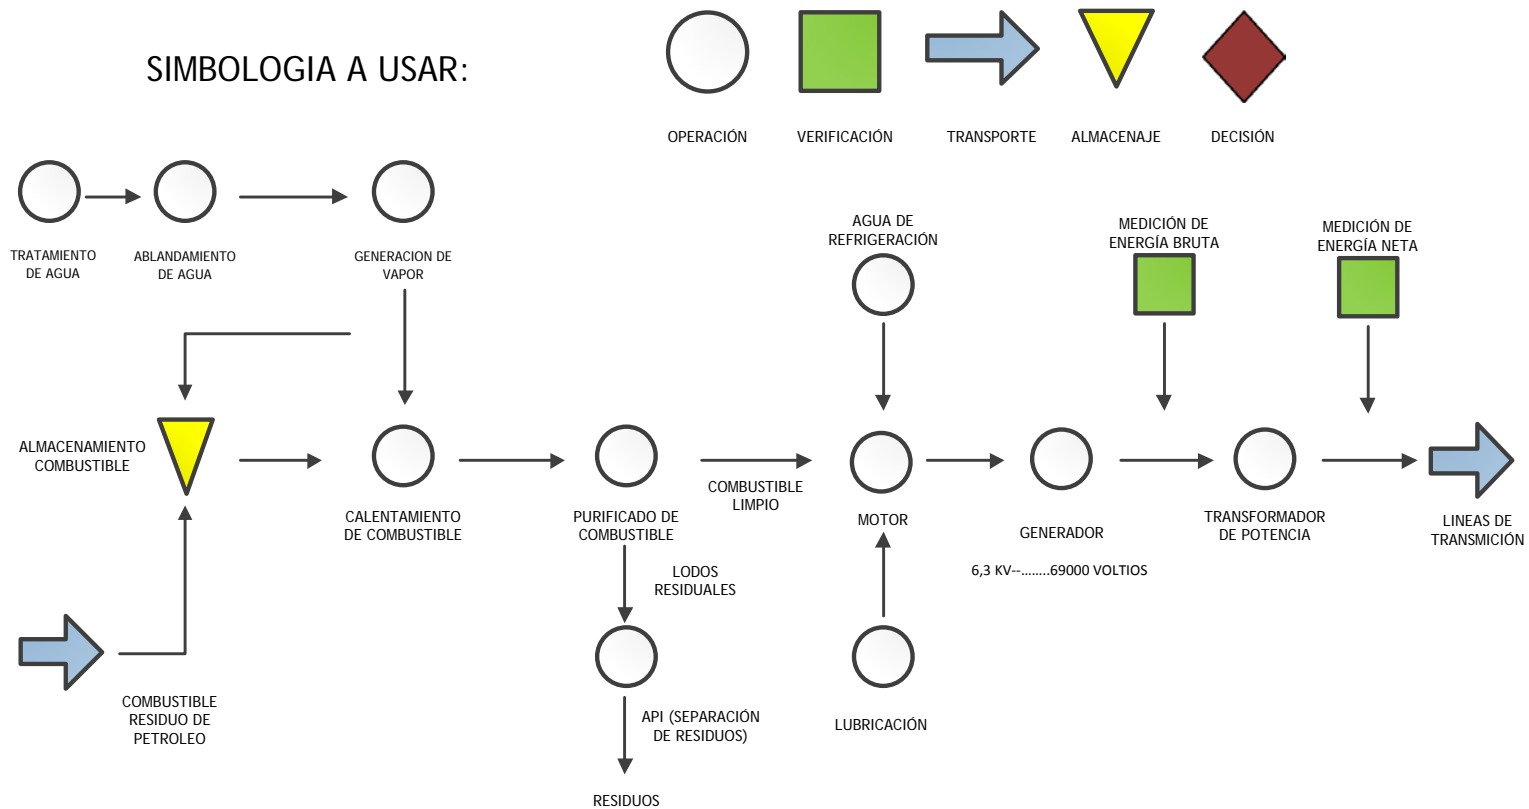 SIMBOLOGIA A USAR:
OPERACIÓN
VERIFICACIÓN
TRANSPORTE
ALMACENAJE
DECISIÓN
TRATAMIENTO
DE AGUA
ABLANDAMIENTO
DE AGUA
GENERACION DE
VAPOR
AGUA DE
REFRIGERACIÓN
MEDICIÓN DE
ENERGÍA BRUTA
MEDICIÓN DE
ENERGÍA NETA
ALMACENAMIENTO
COMBUSTIBLE
CALENTAMIENTO
DE COMBUSTIBLE
PURIFICADO DE
COMBUSTIBLE
COMBUSTIBLE
LIMPIO
MOTOR
GENERADOR
6,3 KV--........69000 VOLTIOS
TRANSFORMADOR
DE POTENCIA
LINEAS DE
TRANSMICIÓN
LODOS
RESIDUALES
COMBUSTIBLE
RESIDUO DE
PETROLEO
API (SEPARACIÓN
DE RESIDUOS)
LUBRICACIÓN
RESIDUOS